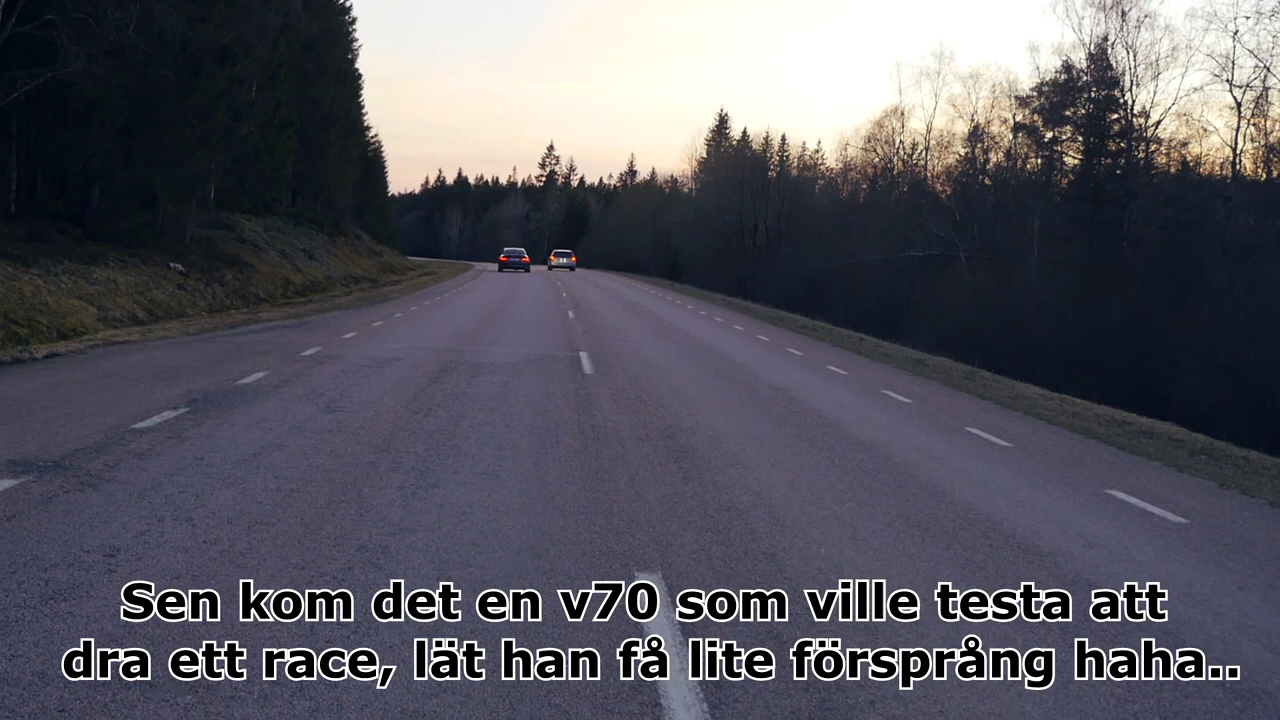 Sen kom det en v70 som ville testa att
dra ett race, lät han få lite försprång haha..